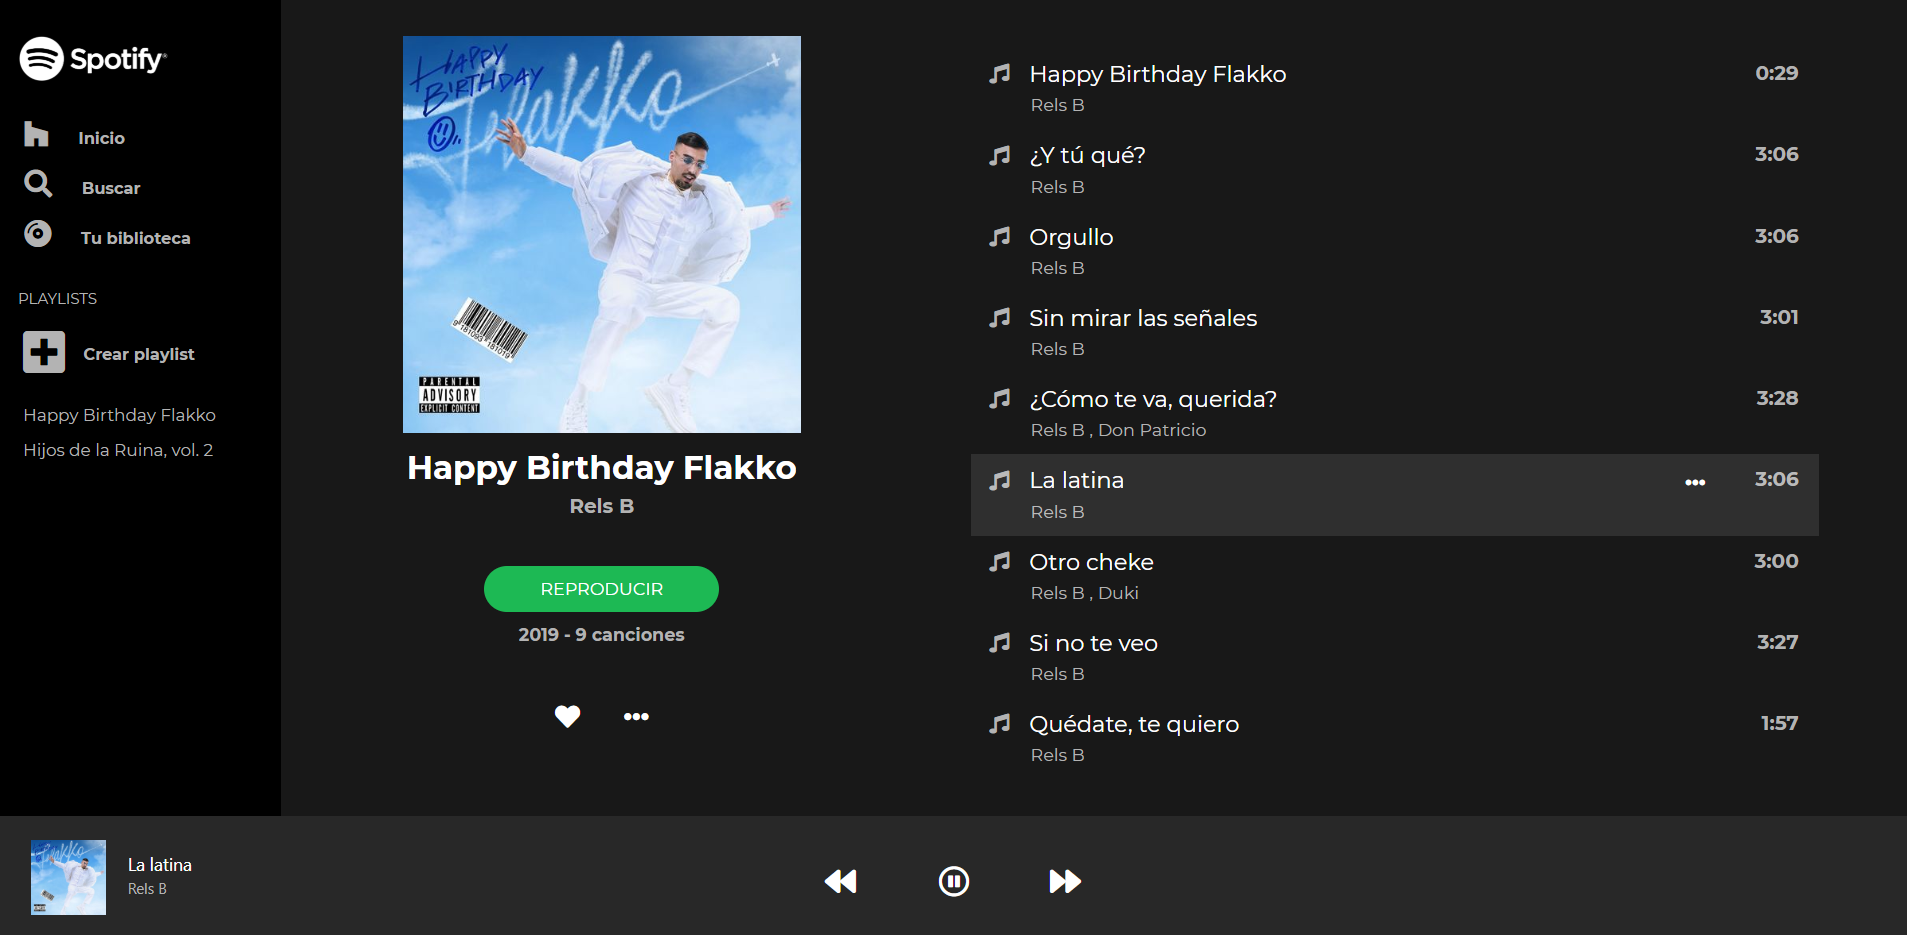 Spotify
Inicio
Buscar
Tu biblioteca
PLAYLISTS
Crear playlist
Happy Birthday Flakko
Hijos de la Ruina, vol. 2
HAPPY
BIRTHDAY
Flakko
9 181093 181019
PARENTAL
ADVISORY
EXPLICIT CONTENT
Happy Birthday Flakko
Rels B
REPRODUCIR
2019 - 9 canciones
Happy Birthday Flakko 0:29
Rels B
¿Y tú qué? 3:06
Rels B
Orgullo 3:06
Rels B
Sin mirar las señales 3:01
Rels B
¿Cómo te va, querida? 3:28
Rels B , Don Patricio
La latina 3:06
Rels B
Otro cheke 3:00
Rels B , Duki
Si no te veo 3:27
Rels B
Quédate, te quiero 1:57
Rels B
La latina
Rels B